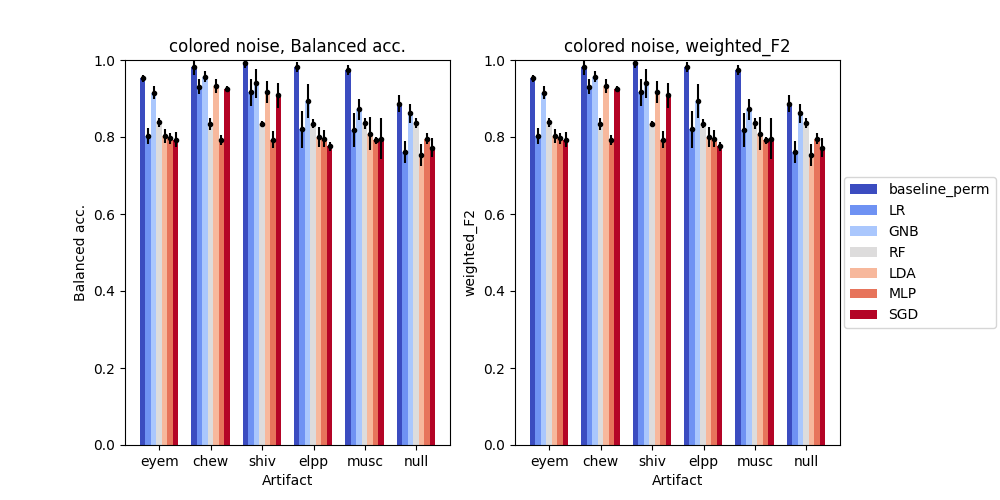 colored noise, Balanced acc.
1.0
0.8
0.6
0.4
0.2
0.0
Balanced acc.
eyem chew shiv elpp musc null
Artifact
colored noise, weighted_F2
1.0
0.8
0.6
0.4
0.2
0.0
weighted_F2
eyem chew shiv elpp musc null
Artifact
baseline_perm
LR
GNB
RF
LDA
MLP
SGD